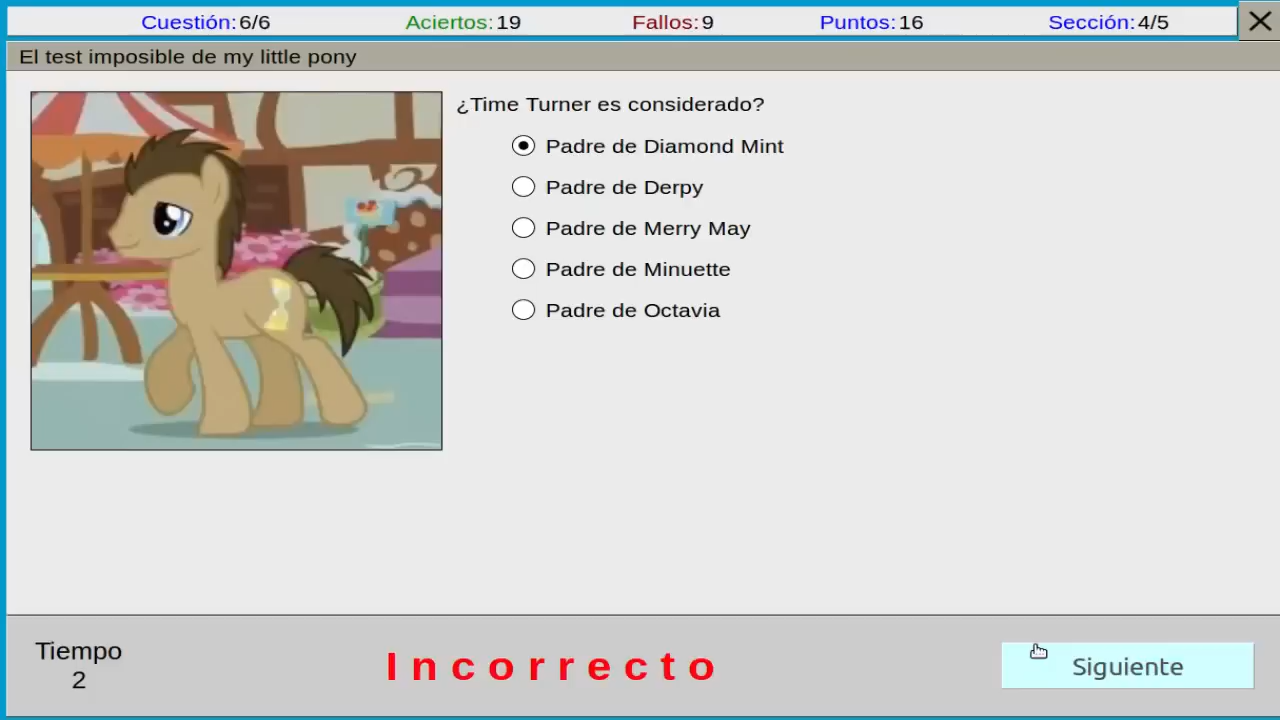 Cuestión: 6/6 Aciertos: 19 Fallos: 9 Puntos: 16 Sección: 4/5
El test imposible de my little pony
¿Time Turner es considerado?
Padre de Diamond Mint
Padre de Derpy
Padre de Merry May
Padre de Minuette
Padre de Octavia
Tiempo
2
Incorrecto
Siguiente